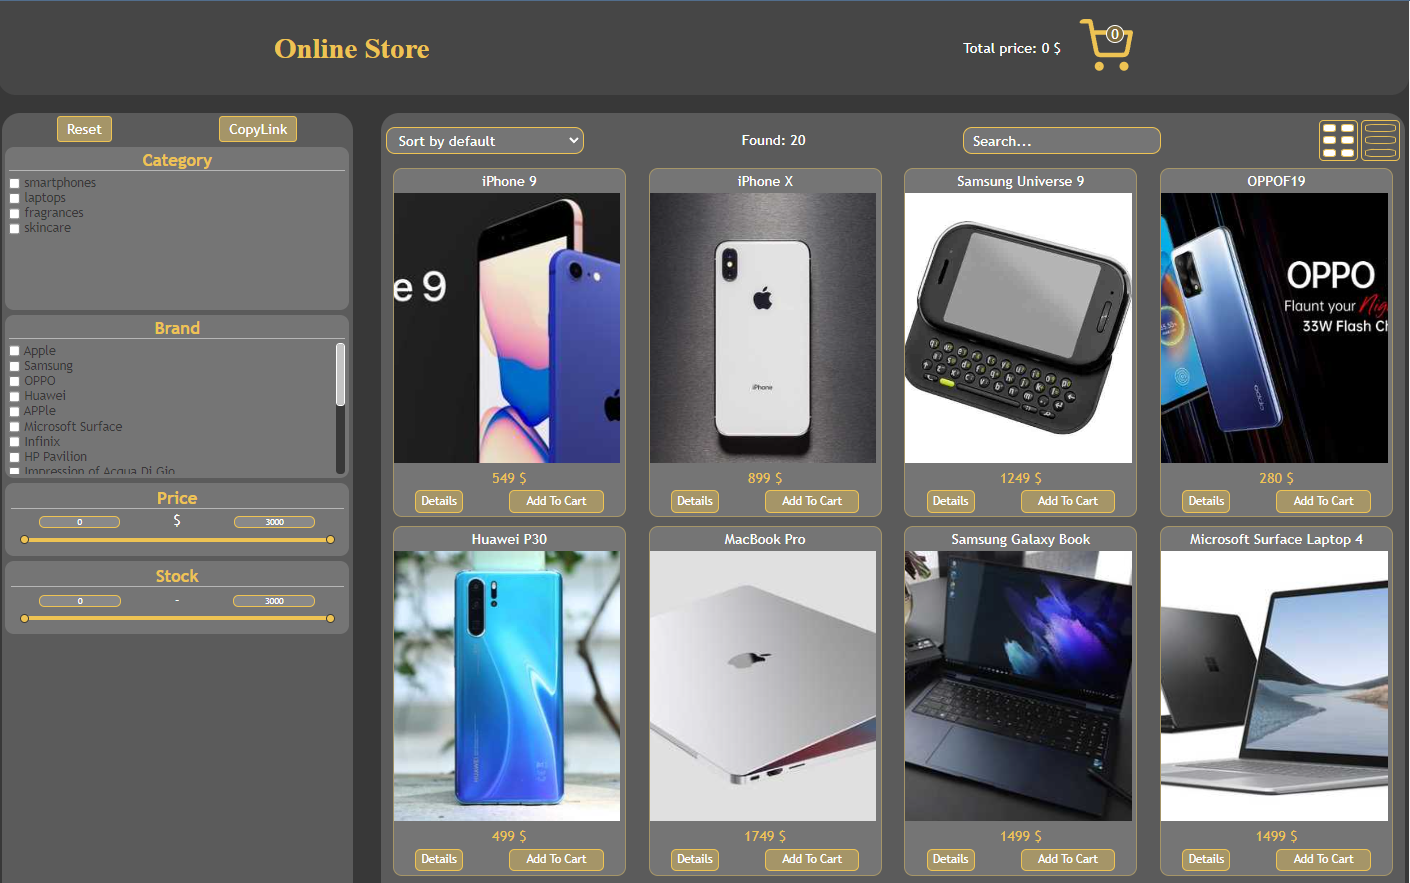 Online Store
Total price: 0 $
0
Reset
CopyLink
Category
smartphones
laptops
fragrances
skincare
Brand
Apple
Samsung
OPPO
Huawei
APPle
Microsoft Surface
Infinix
HP Pavilion
Impression of Acqua Di Gio
Price
0 $ 3000
Stock
0 - 3000
Sort by default
Found: 20
Search...
iPhone 9
e 9
549 $
Details
Add To Cart
iPhone X
iPhone
899 $
Details
Add To Cart
Samsung Universe 9
1249 $
Details
Add To Cart
OPPOF19
OPPO
Flaunt your Nig
33W Flash Ch
oppo
280 $
Details
Add To Cart
Huawei P30
HUAWEI
499 $
Details
Add To Cart
MacBook Pro
1749 $
Details
Add To Cart
Samsung Galaxy Book
1499 $
Details
Add To Cart
Microsoft Surface Laptop 4
1499 $
Details
Add To Cart